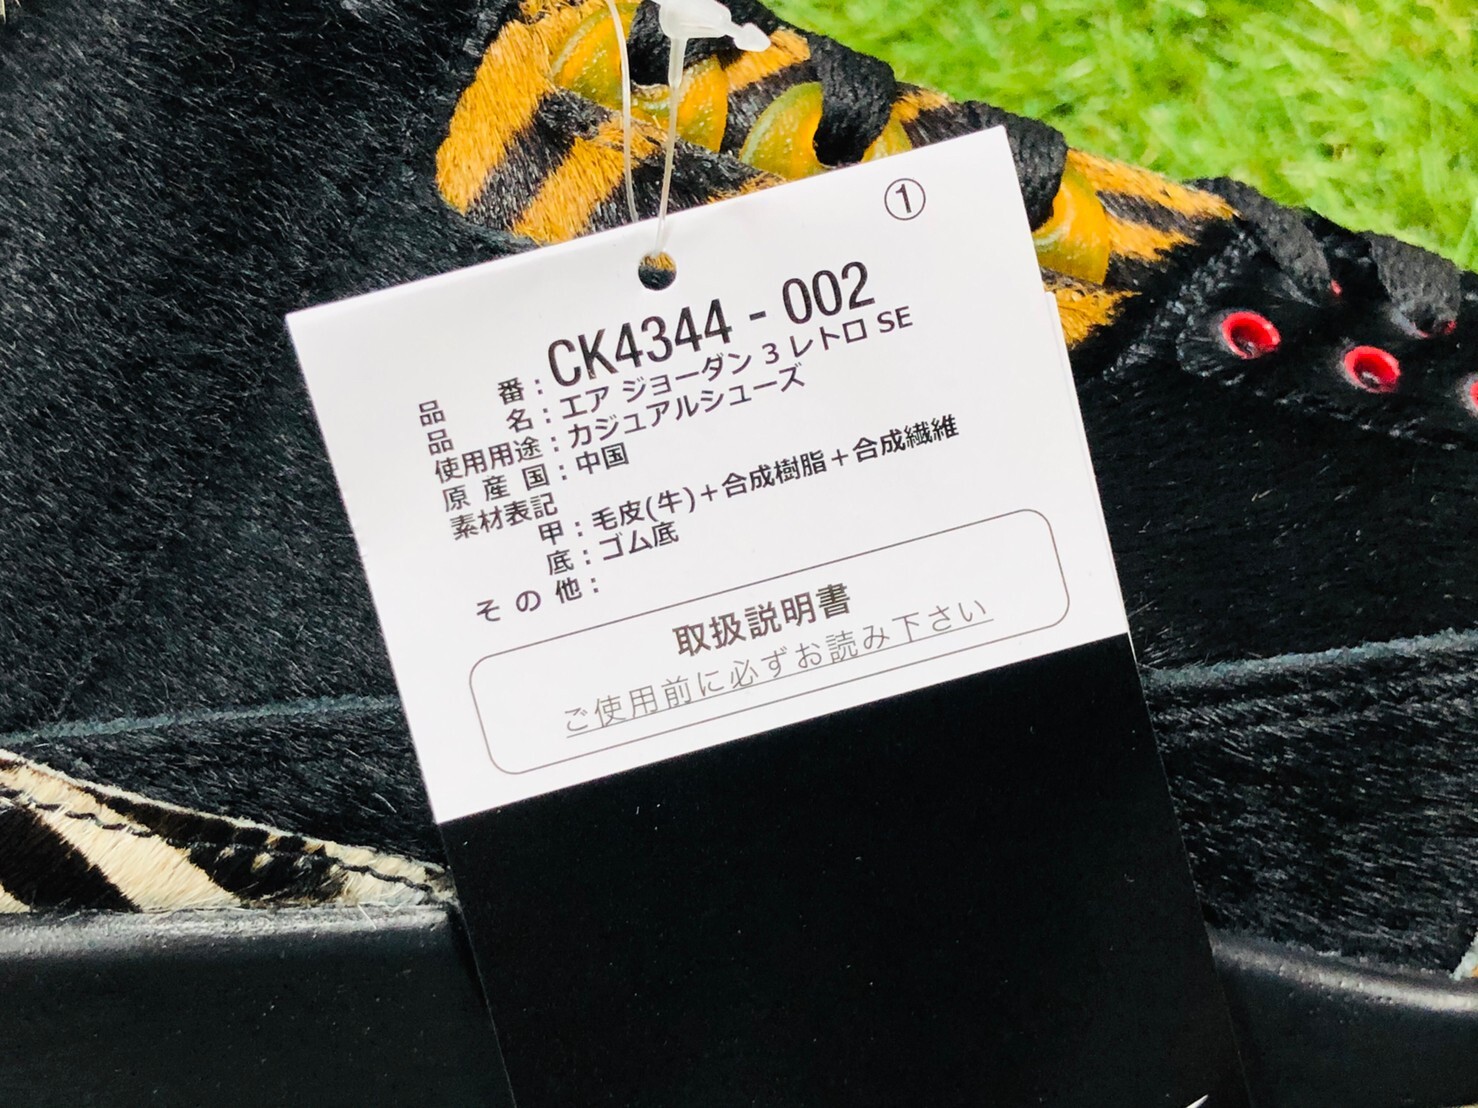 ①
品番：CK4344-002
品名：エア ジョーダン 3 レトロ SE
使用用途：カジュアルシューズ
原産国：中国
素材表記
甲：毛皮(牛)＋合成樹脂＋合成繊維
底：ゴム底
その他：
取扱説明書
ご使用前に必ずお読み下さい